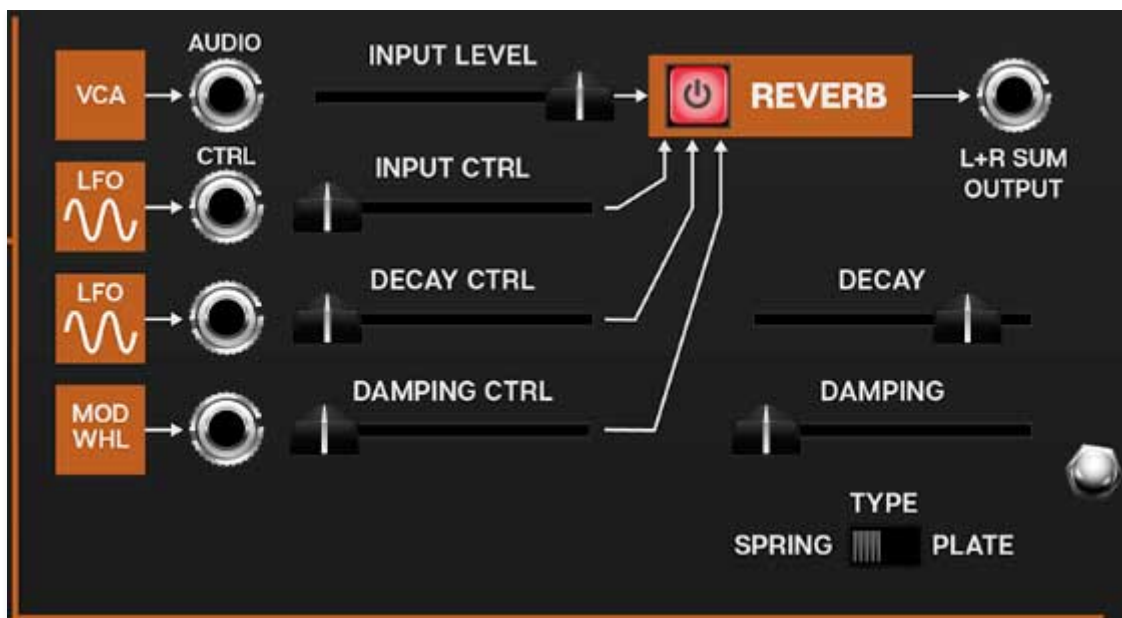 AUDIO
INPUT LEVEL
VCA
REVERB
CTRL
INPUT CTRL
L+R SUM
OUTPUT
LFO
DECAY CTRL
DECAY
LFO
DAMPING CTRL
DAMPING
MOD
WHL
TYPE
SPRING PLATE